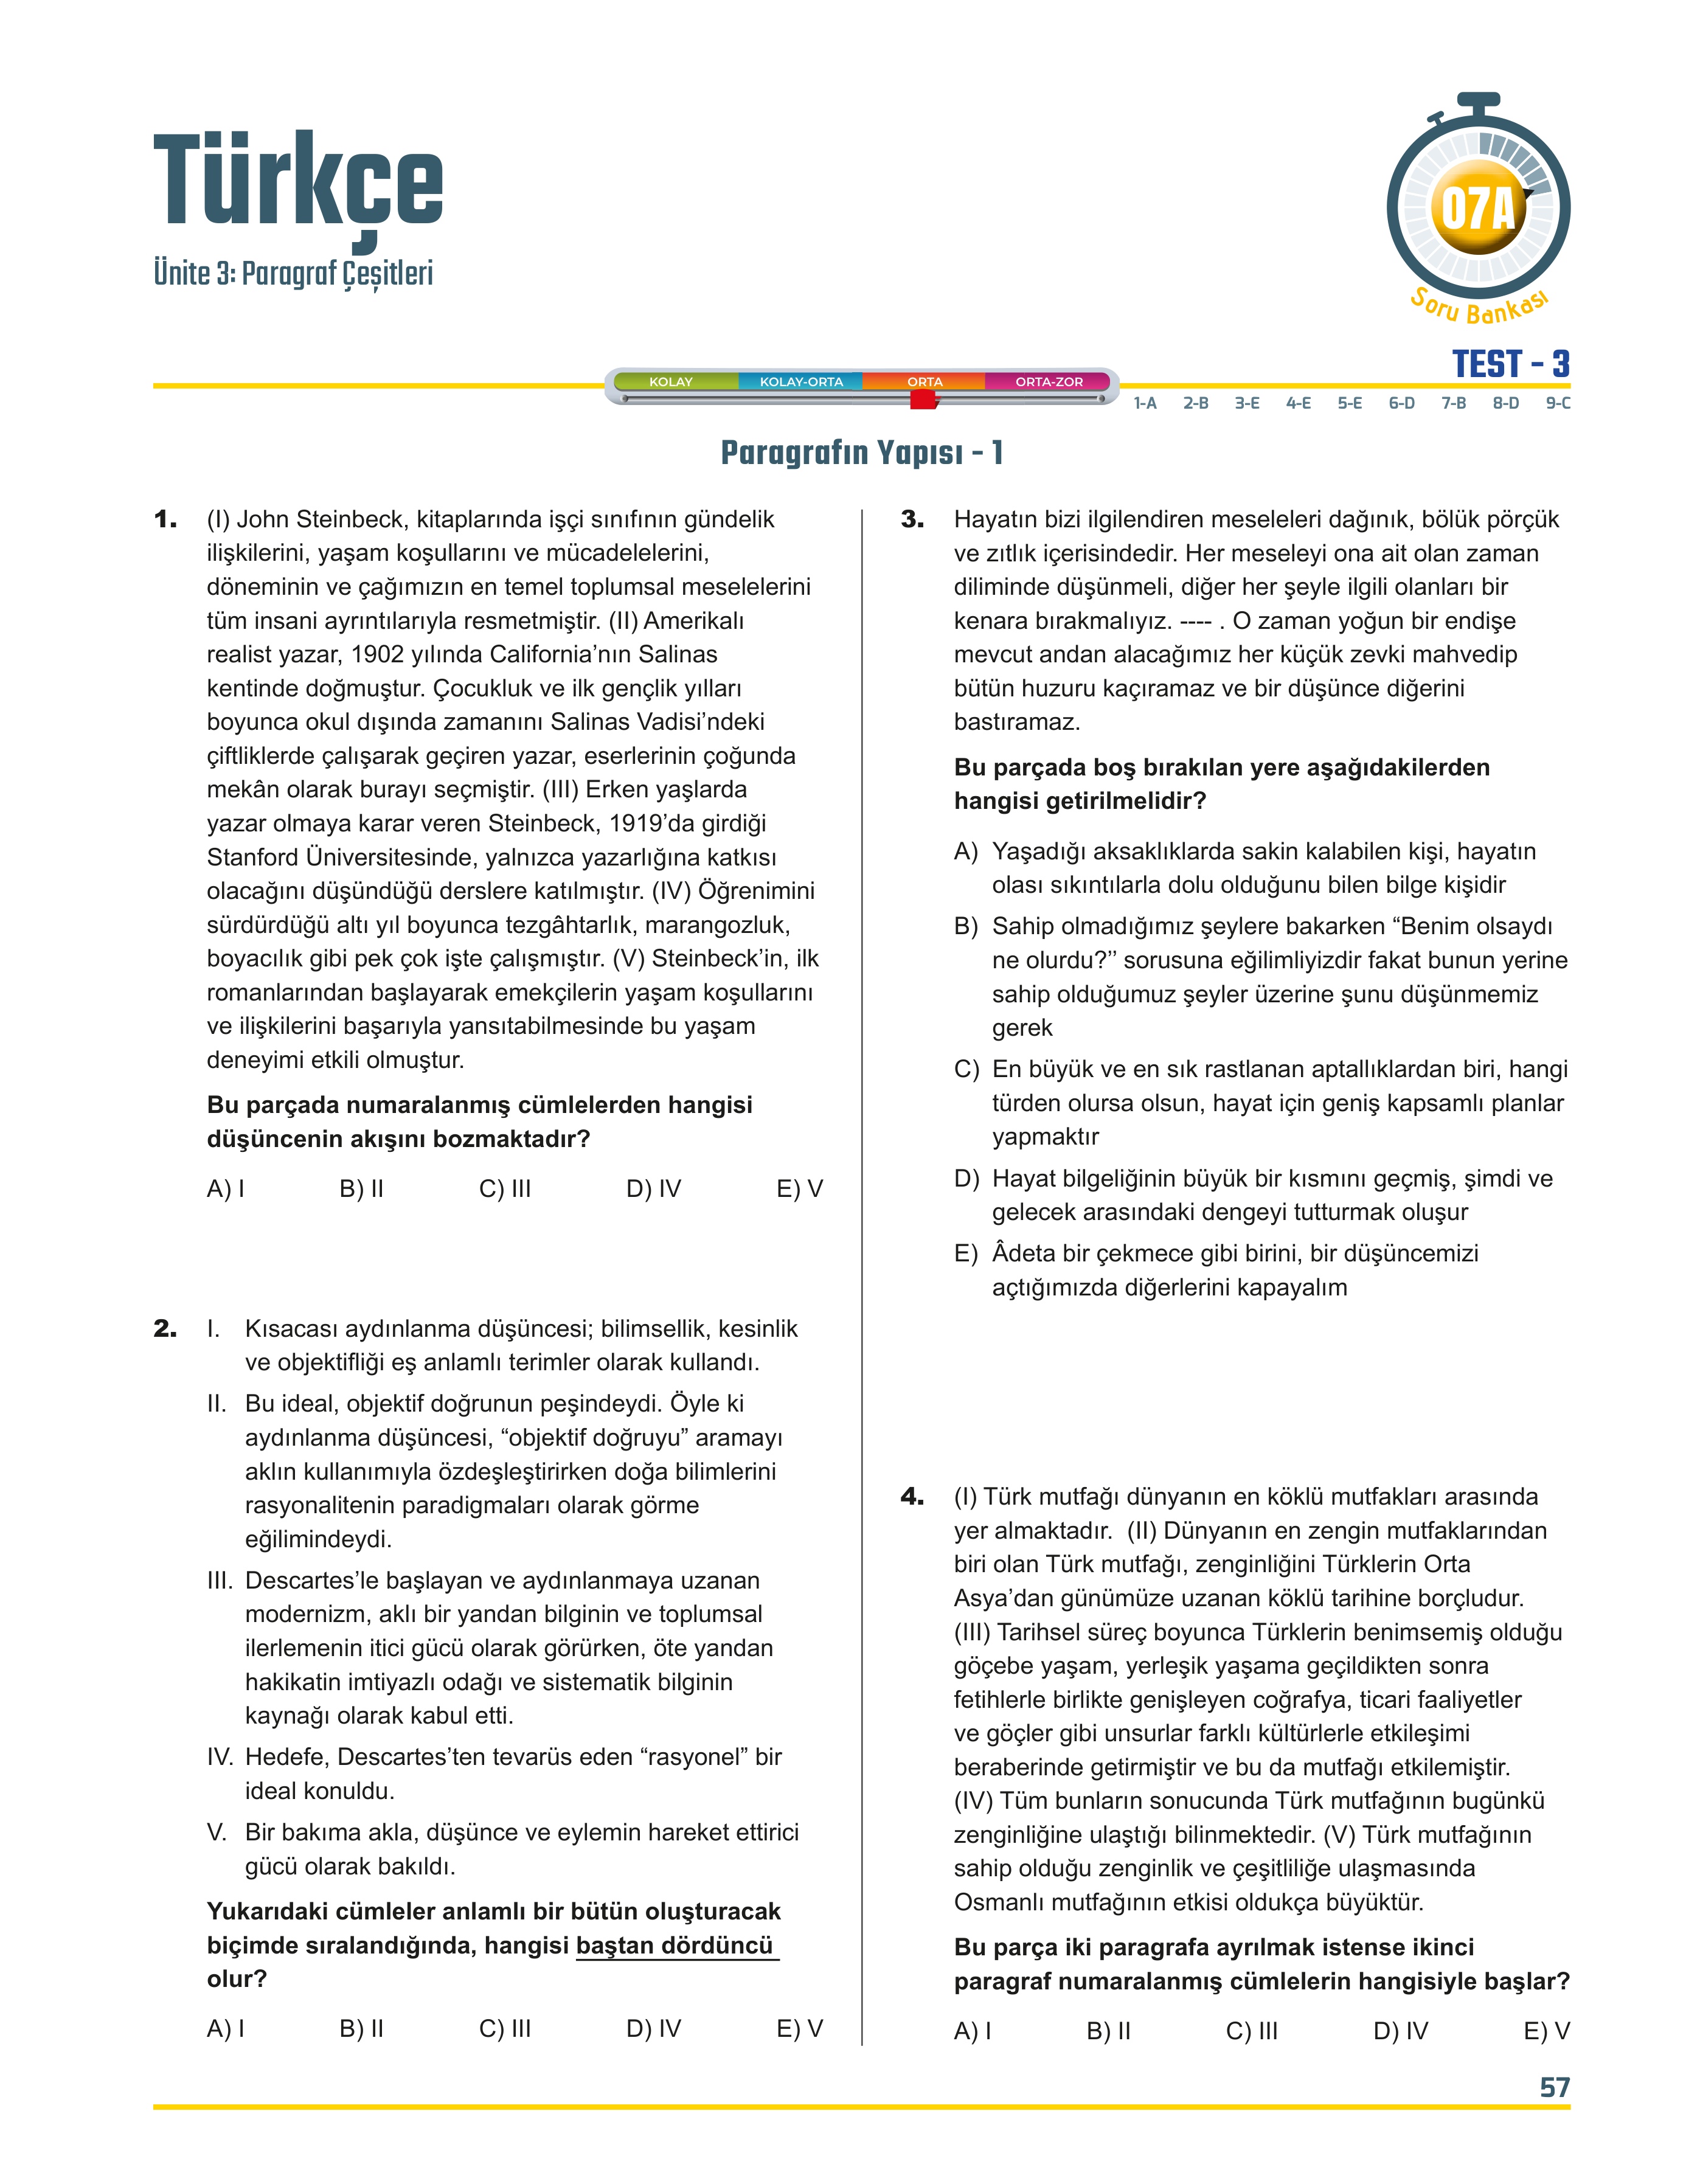 Türkçe
Ünite 3: Paragraf Çeşitleri
07A
Soru Bankası
TEST - 3
KOLAY KOLAY-ORTA ORTA ORTA-ZOR
1-A 2-B 3-E 4-E 5-E 6-D 7-B 8-D 9-C
Paragrafın Yapısı - 1
1. (I) John Steinbeck, kitaplarında işçi sınıfının gündelik
ilişkilerini, yaşam koşullarını ve mücadelelerini,
döneminin ve çağımızın en temel toplumsal meselelerini
tüm insani ayrıntılarıyla resmetmiştir. (II) Amerikalı
realist yazar, 1902 yılında California’nın Salinas
kentinde doğmuştur. Çocukluk ve ilk gençlik yılları
boyunca okul dışında zamanını Salinas Vadisi’ndeki
çiftliklerde çalışarak geçiren yazar, eserlerinin çoğunda
mekân olarak burayı seçmiştir. (III) Erken yaşlarda
yazar olmaya karar veren Steinbeck, 1919’da girdiği
Stanford Üniversitesinde, yalnızca yazarlığına katkısı
olacağını düşündüğü derslere katılmıştır. (IV) Öğrenimini
sürdürdüğü altı yıl boyunca tezgâhtarlık, marangozluk,
boyacılık gibi pek çok işte çalışmıştır. (V) Steinbeck’in, ilk
romanlarından başlayarak emekçilerin yaşam koşullarını
ve ilişkilerini başarıyla yansıtabilmesinde bu yaşam
deneyimi etkili olmuştur.
Bu parçada numaralanmış cümlelerden hangisi
düşüncenin akışını bozmaktadır?
A) I B) II C) III D) IV E) V
2. I. Kısacası aydınlanma düşüncesi; bilimsellik, kesinlik
ve objektifliği eş anlamlı terimler olarak kullandı.
II. Bu ideal, objektif doğrunun peşindeydi. Öyle ki
aydınlanma düşüncesi, “objektif doğruyu” aramayı
aklın kullanımıyla özdeşleştirirken doğa bilimlerini
rasyonalitenin paradigmaları olarak görme
eğilimindeydi.
III. Descartes’le başlayan ve aydınlanmaya uzanan
modernizm, aklı bir yandan bilginin ve toplumsal
ilerlemenin itici gücü olarak görürken, öte yandan
hakikatin imtiyazlı odağı ve sistematik bilginin
kaynağı olarak kabul etti.
IV. Hedefe, Descartes’ten tevarüs eden “rasyonel” bir
ideal konuldu.
V. Bir bakıma akla, düşünce ve eylemin hareket ettirici
gücü olarak bakıldı.
Yukarıdaki cümleler anlamlı bir bütün oluşturacak
biçimde sıralandığında, hangisi baştan dördüncü
olur?
A) I B) II C) III D) IV E) V
3. Hayatın bizi ilgilendiren meseleleri dağınık, bölük pörçük
ve zıtlık içerisindedir. Her meseleyi ona ait olan zaman
diliminde düşünmeli, diğer her şeyle ilgili olanları bir
kenara bırakmalıyız. ---- . O zaman yoğun bir endişe
mevcut andan alacağımız her küçük zevki mahvedip
bütün huzuru kaçıramaz ve bir düşünce diğerini
bastıramaz.
Bu parçada boş bırakılan yere aşağıdakilerden
hangisi getirilmelidir?
A) Yaşadığı aksaklıklarda sakin kalabilen kişi, hayatın
olası sıkıntılarla dolu olduğunu bilen bilge kişidir
B) Sahip olmadığımız şeylere bakarken “Benim olsaydı
ne olurdu?’’ sorusuna eğilimliyizdir fakat bunun yerine
sahip olduğumuz şeyler üzerine şunu düşünmemiz
gerek
C) En büyük ve en sık rastlanan aptallıklardan biri, hangi
türden olursa olsun, hayat için geniş kapsamlı planlar
yapmaktır
D) Hayat bilgeliğinin büyük bir kısmını geçmiş, şimdi ve
gelecek arasındaki dengeyi tutturmak oluşur
E) Âdeta bir çekmece gibi birini, bir düşüncemizi
açtığımızda diğerlerini kapayalım
4. (I) Türk mutfağı dünyanın en köklü mutfakları arasında
yer almaktadır. (II) Dünyanın en zengin mutfaklarından
biri olan Türk mutfağı, zenginliğini Türklerin Orta
Asya’dan günümüze uzanan köklü tarihine borçludur.
(III) Tarihsel süreç boyunca Türklerin benimsemiş olduğu
göçebe yaşam, yerleşik yaşama geçildikten sonra
fetihlerle birlikte genişleyen coğrafya, ticari faaliyetler
ve göçler gibi unsurlar farklı kültürlerle etkileşimi
beraberinde getirmiştir ve bu da mutfağı etkilemiştir.
(IV) Tüm bunların sonucunda Türk mutfağının bugünkü
zenginliğine ulaştığı bilinmektedir. (V) Türk mutfağının
sahip olduğu zenginlik ve çeşitliliğe ulaşmasında
Osmanlı mutfağının etkisi oldukça büyüktür.
Bu parça iki paragrafa ayrılmak istense ikinci
paragraf numaralanmış cümlelerin hangisiyle başlar?
A) I B) II C) III D) IV E) V
57